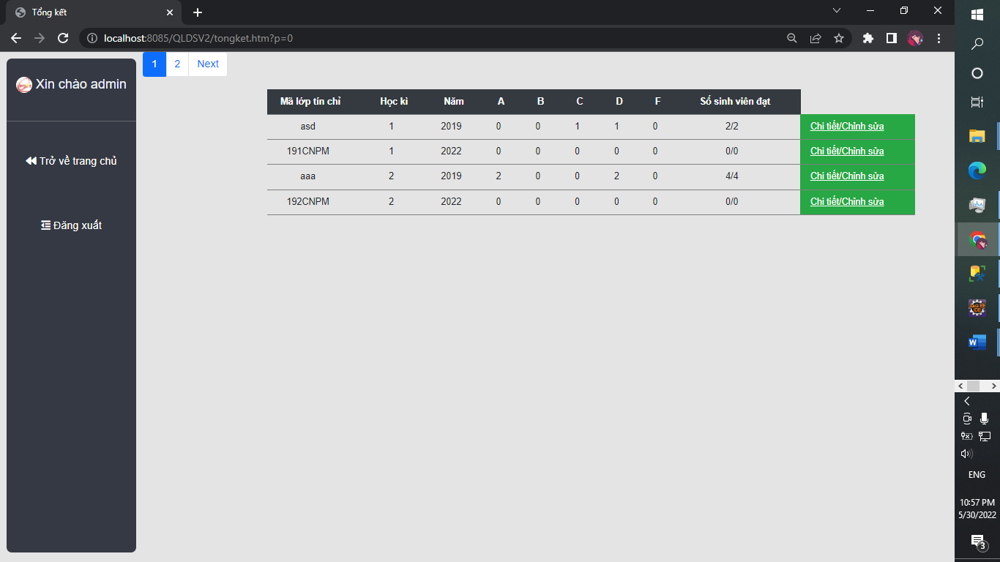 Tổng kết
localhost:8085/QLDSV2/tongket.htm?p=0
Xin chào admin
Trở về trang chủ
Đăng xuất
1 2 Next
Mã lớp tín chỉ Học kì Năm A B C D F Số sinh viên đạt
asd 1 2019 0 0 1 1 0 2/2 Chi tiết/Chỉnh sửa
191CNPM 1 2022 0 0 0 0 0 0/0 Chi tiết/Chỉnh sửa
aaa 2 2019 2 0 0 2 0 4/4 Chi tiết/Chỉnh sửa
192CNPM 2 2022 0 0 0 0 0 0/0 Chi tiết/Chỉnh sửa
ENG
10:57 PM
5/30/2022
3